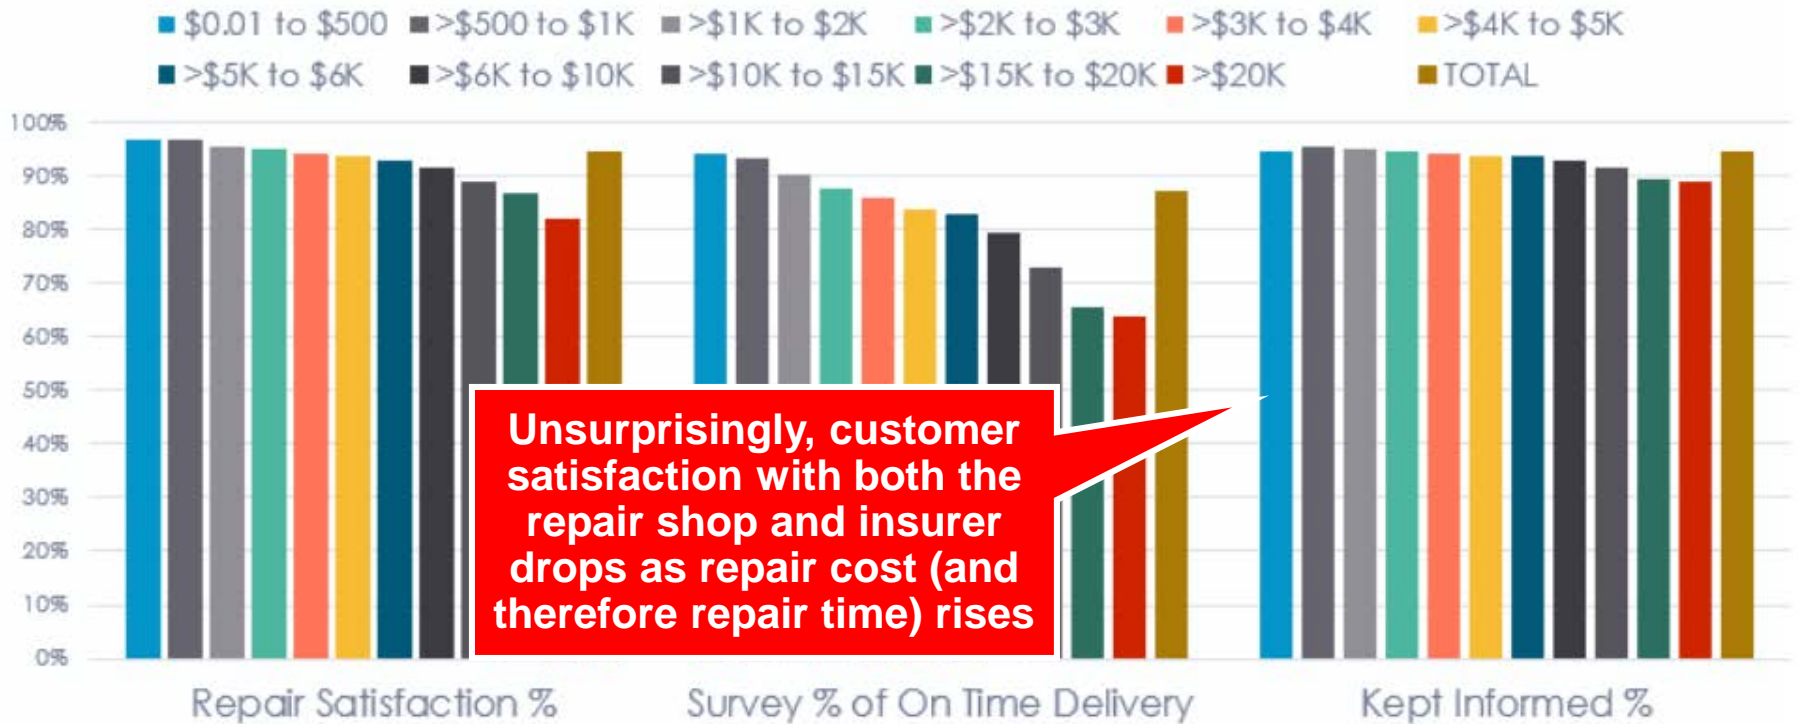 $0.01 to $500 >$500 to $1K >$1K to $2K >$2K to $3K >$3K to $4K >$4K to $5K
>$5K to $6K >$6K to $10K >$10K to $15K >$15K to $20K >$20K TOTAL
100%
90%
80%
70%
60%
50%
40%
30%
20%
10%
0%
Unsurprisingly, customer
satisfaction with both the
repair shop and insurer
drops as repair cost (and
therefore repair time) rises
Repair Satisfaction % Survey % of On Time Delivery Kept Informed %